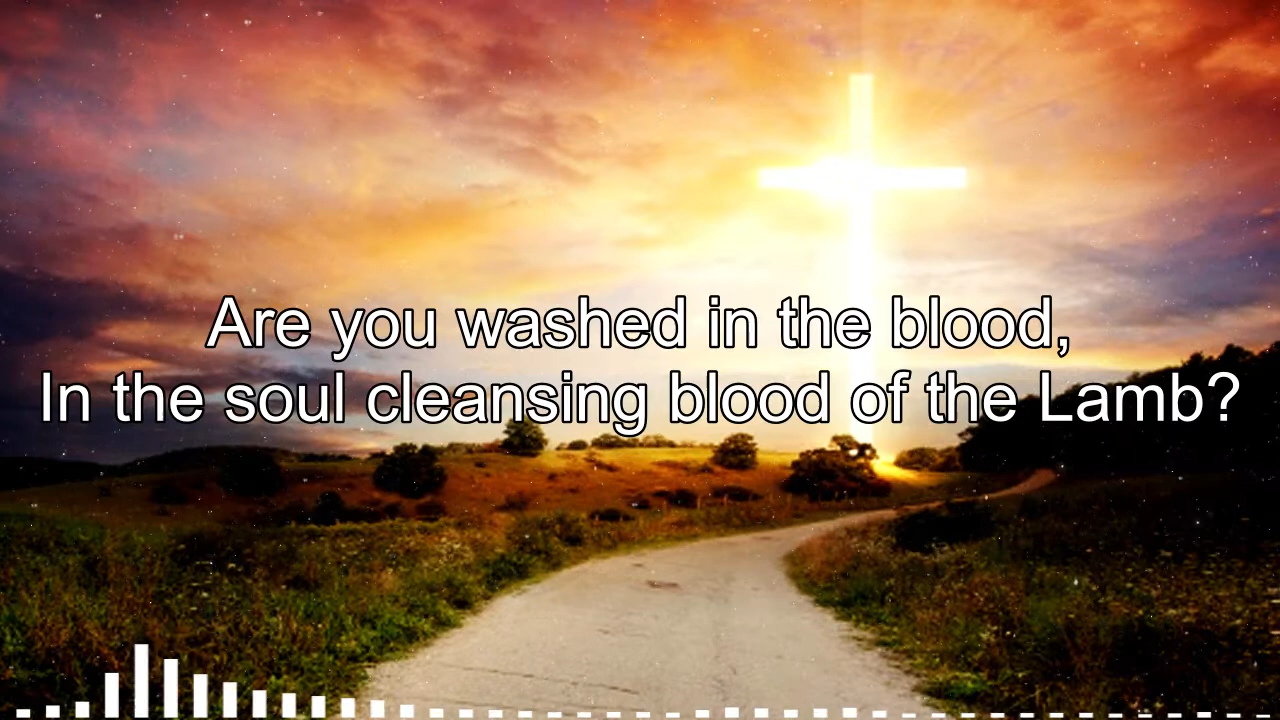 Are you washed in the blood,
In the soul cleansing blood of the Lamb?